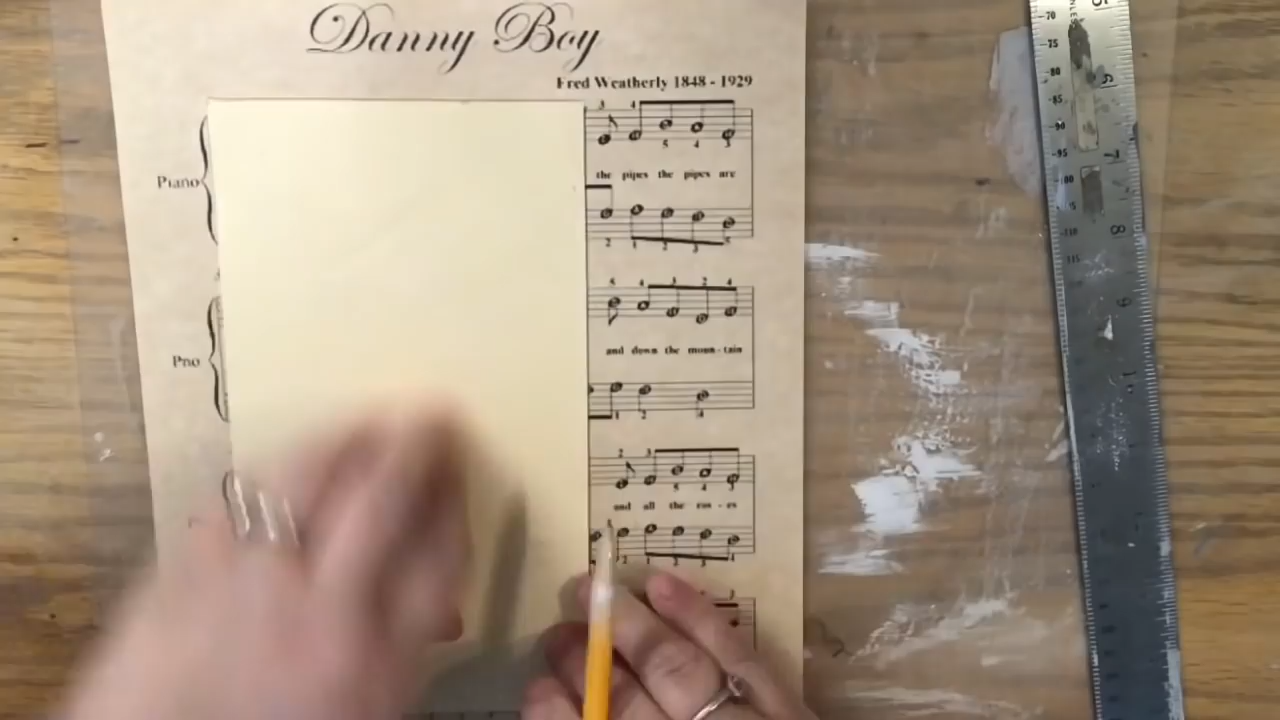 Danny Boy
Fred Weatherly 1848 - 1929
Piano
the pipes the pipes are
Pno
and down the moun - tain
and all the ros - es